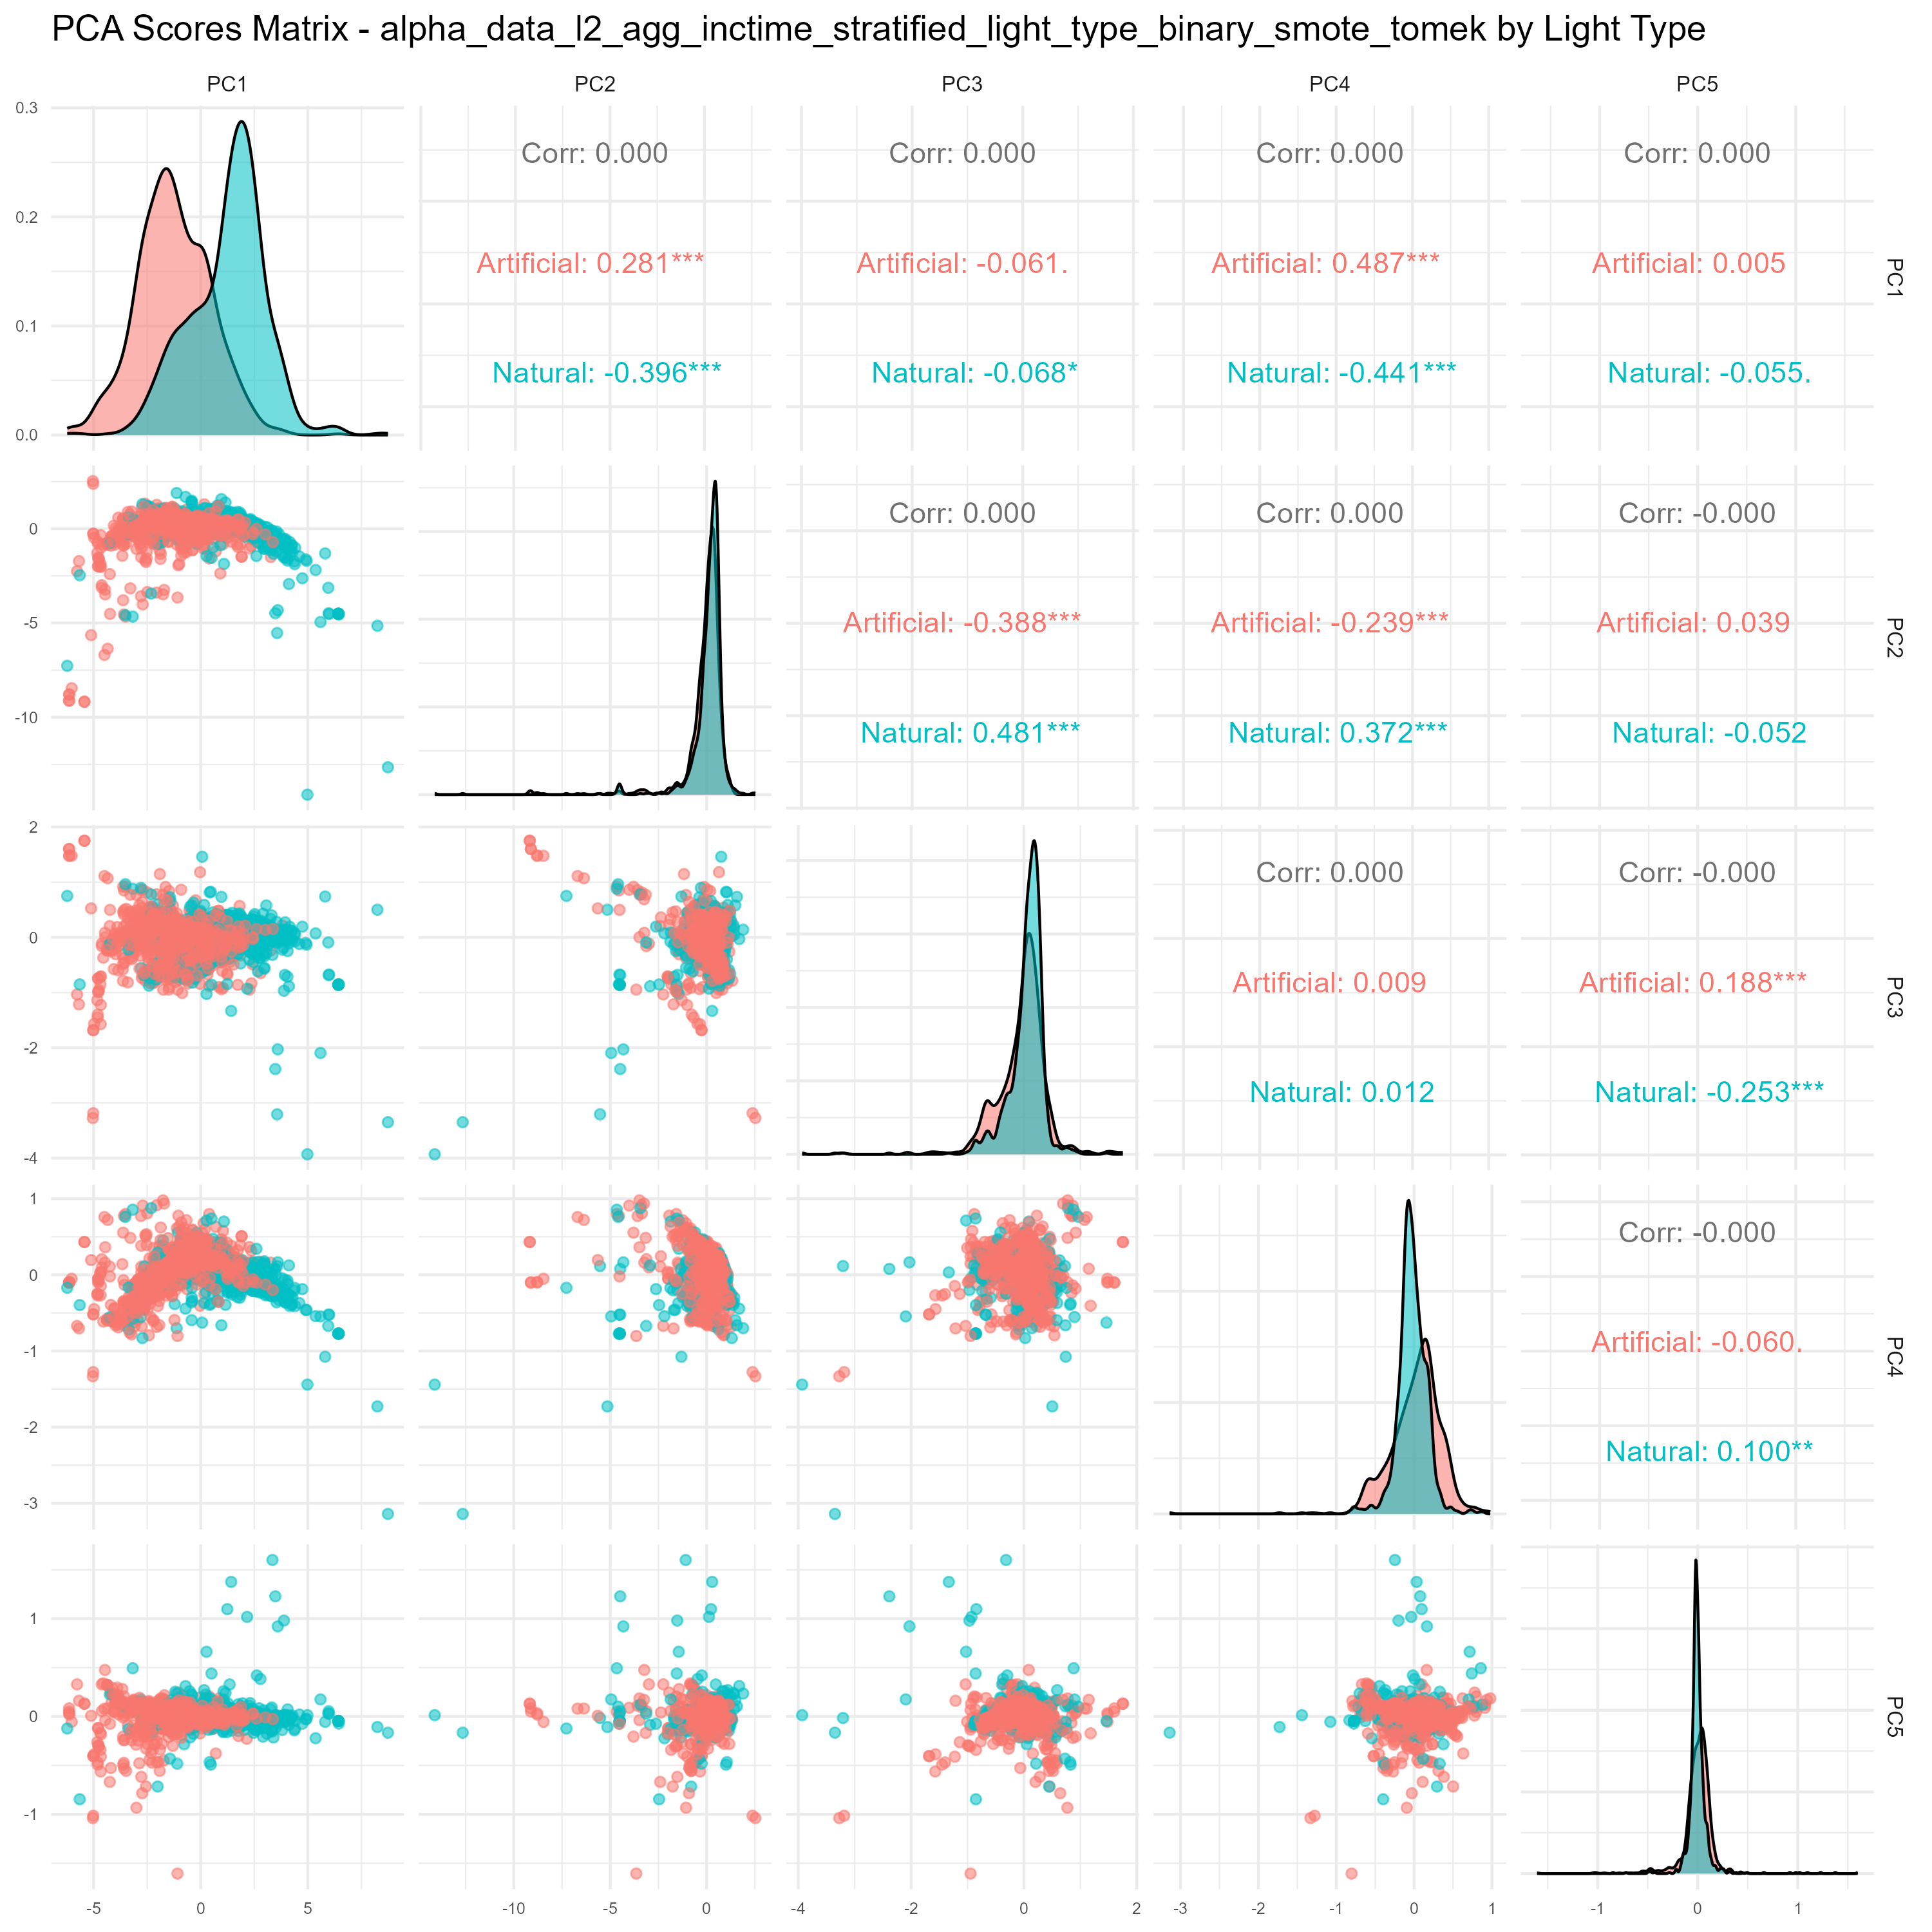 PCA Scores Matrix - alpha_data_l2_agg_inctime_stratified_light_type_binary_smote_tomek by Light Type
PC1 PC2 PC3 PC4 PC5
0.3
0.2
0.1
0.0
Corr: 0.000
Artificial: 0.281***
Natural: -0.396***
Corr: 0.000
Artificial: -0.061.
Natural: -0.068*
Corr: 0.000
Artificial: 0.487***
Natural: -0.441***
Corr: 0.000
Artificial: 0.005
Natural: -0.055.
PC1
0
-5
-10
Corr: 0.000
Artificial: -0.388***
Natural: 0.481***
Corr: 0.000
Artificial: -0.239***
Natural: 0.372***
Corr: -0.000
Artificial: 0.039
Natural: -0.052
PC2
2
0
-2
-4
Corr: 0.000
Artificial: 0.009
Natural: 0.012
Corr: -0.000
Artificial: 0.188***
Natural: -0.253***
PC3
1
0
-1
-2
-3
Corr: -0.000
Artificial: -0.060.
Natural: 0.100**
PC4
1
0
-1
PC5
-5 0 5
-10 -5 0
-4 -2 0 2
-3 -2 -1 0 1
-1 0 1